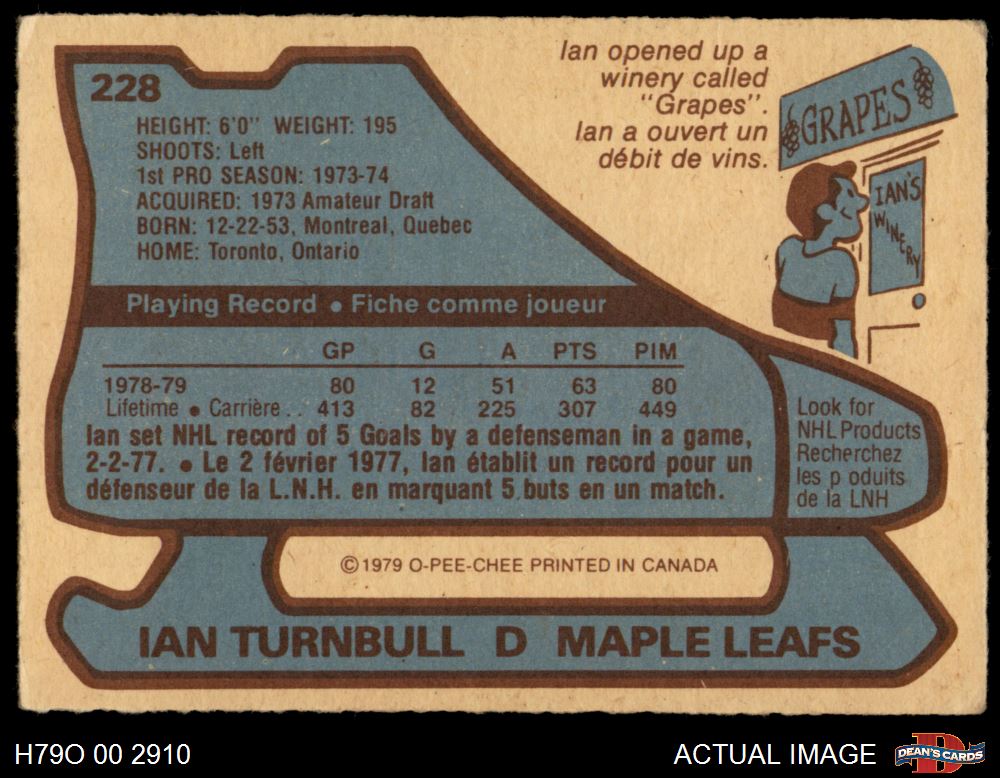 228
HEIGHT: 6'0" WEIGHT: 195
SHOOTS: Left
1st PRO SEASON: 1973-74
ACQUIRED: 1973 Amateur Draft
BORN: 12-22-53, Montreal, Quebec
HOME: Toronto, Ontario
Ian opened up a
winery called
"Grapes".
Ian a ouvert un
débit de vins.
GRAPES
IAN'S
WINERY
Playing Record • Fiche comme joueur
GP G A PTS PIM
1978-79 80 12 51 63 80
Lifetime • Carrière . . 413 82 225 307 449
Ian set NHL record of 5 Goals by a defenseman in a game,
2-2-77. • Le 2 février 1977, Ian établit un record pour un
défenseur de la L.N.H. en marquant 5 buts en un match.
Look for
NHL Products
Recherchez
les p oduits
de la LNH
©1979 O-PEE-CHEE PRINTED IN CANADA
IAN TURNBULL D MAPLE LEAFS
H79O 00 2910
ACTUAL IMAGE
DEAN'S CARDS